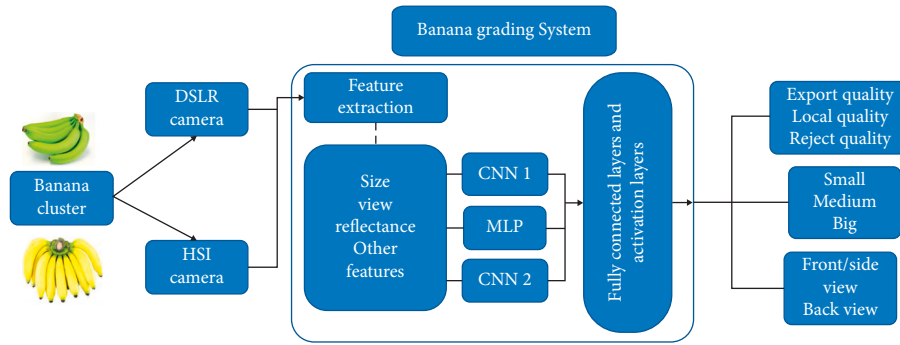 Banana grading System
Banana
cluster
DSLR
camera
HSI
camera
Feature
extraction
Size
view
reflectance
Other
features
CNN 1
MLP
CNN 2
Fully connected layers and
activation layers
Export quality
Local quality
Reject quality
Small
Medium
Big
Front/side
view
Back view